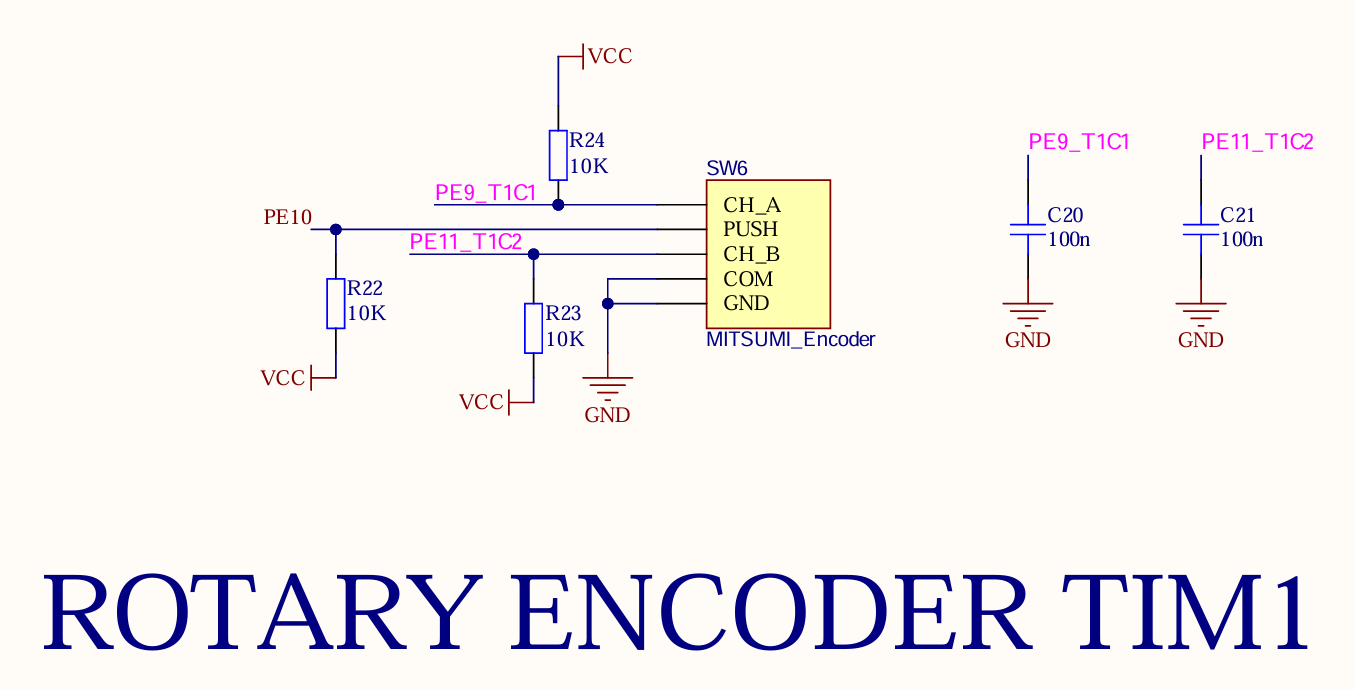 VCC
R24
10K
SW6
PE9_T1C1
PE11_T1C2
PE9_T1C1
CH_A
PE10
PUSH
C20
100n
C21
100n
PE11_T1C2
CH_B
COM
R22
10K
GND
R23
10K
MITSUMI_Encoder
GND
GND
VCC
VCC
GND
ROTARY ENCODER TIM1